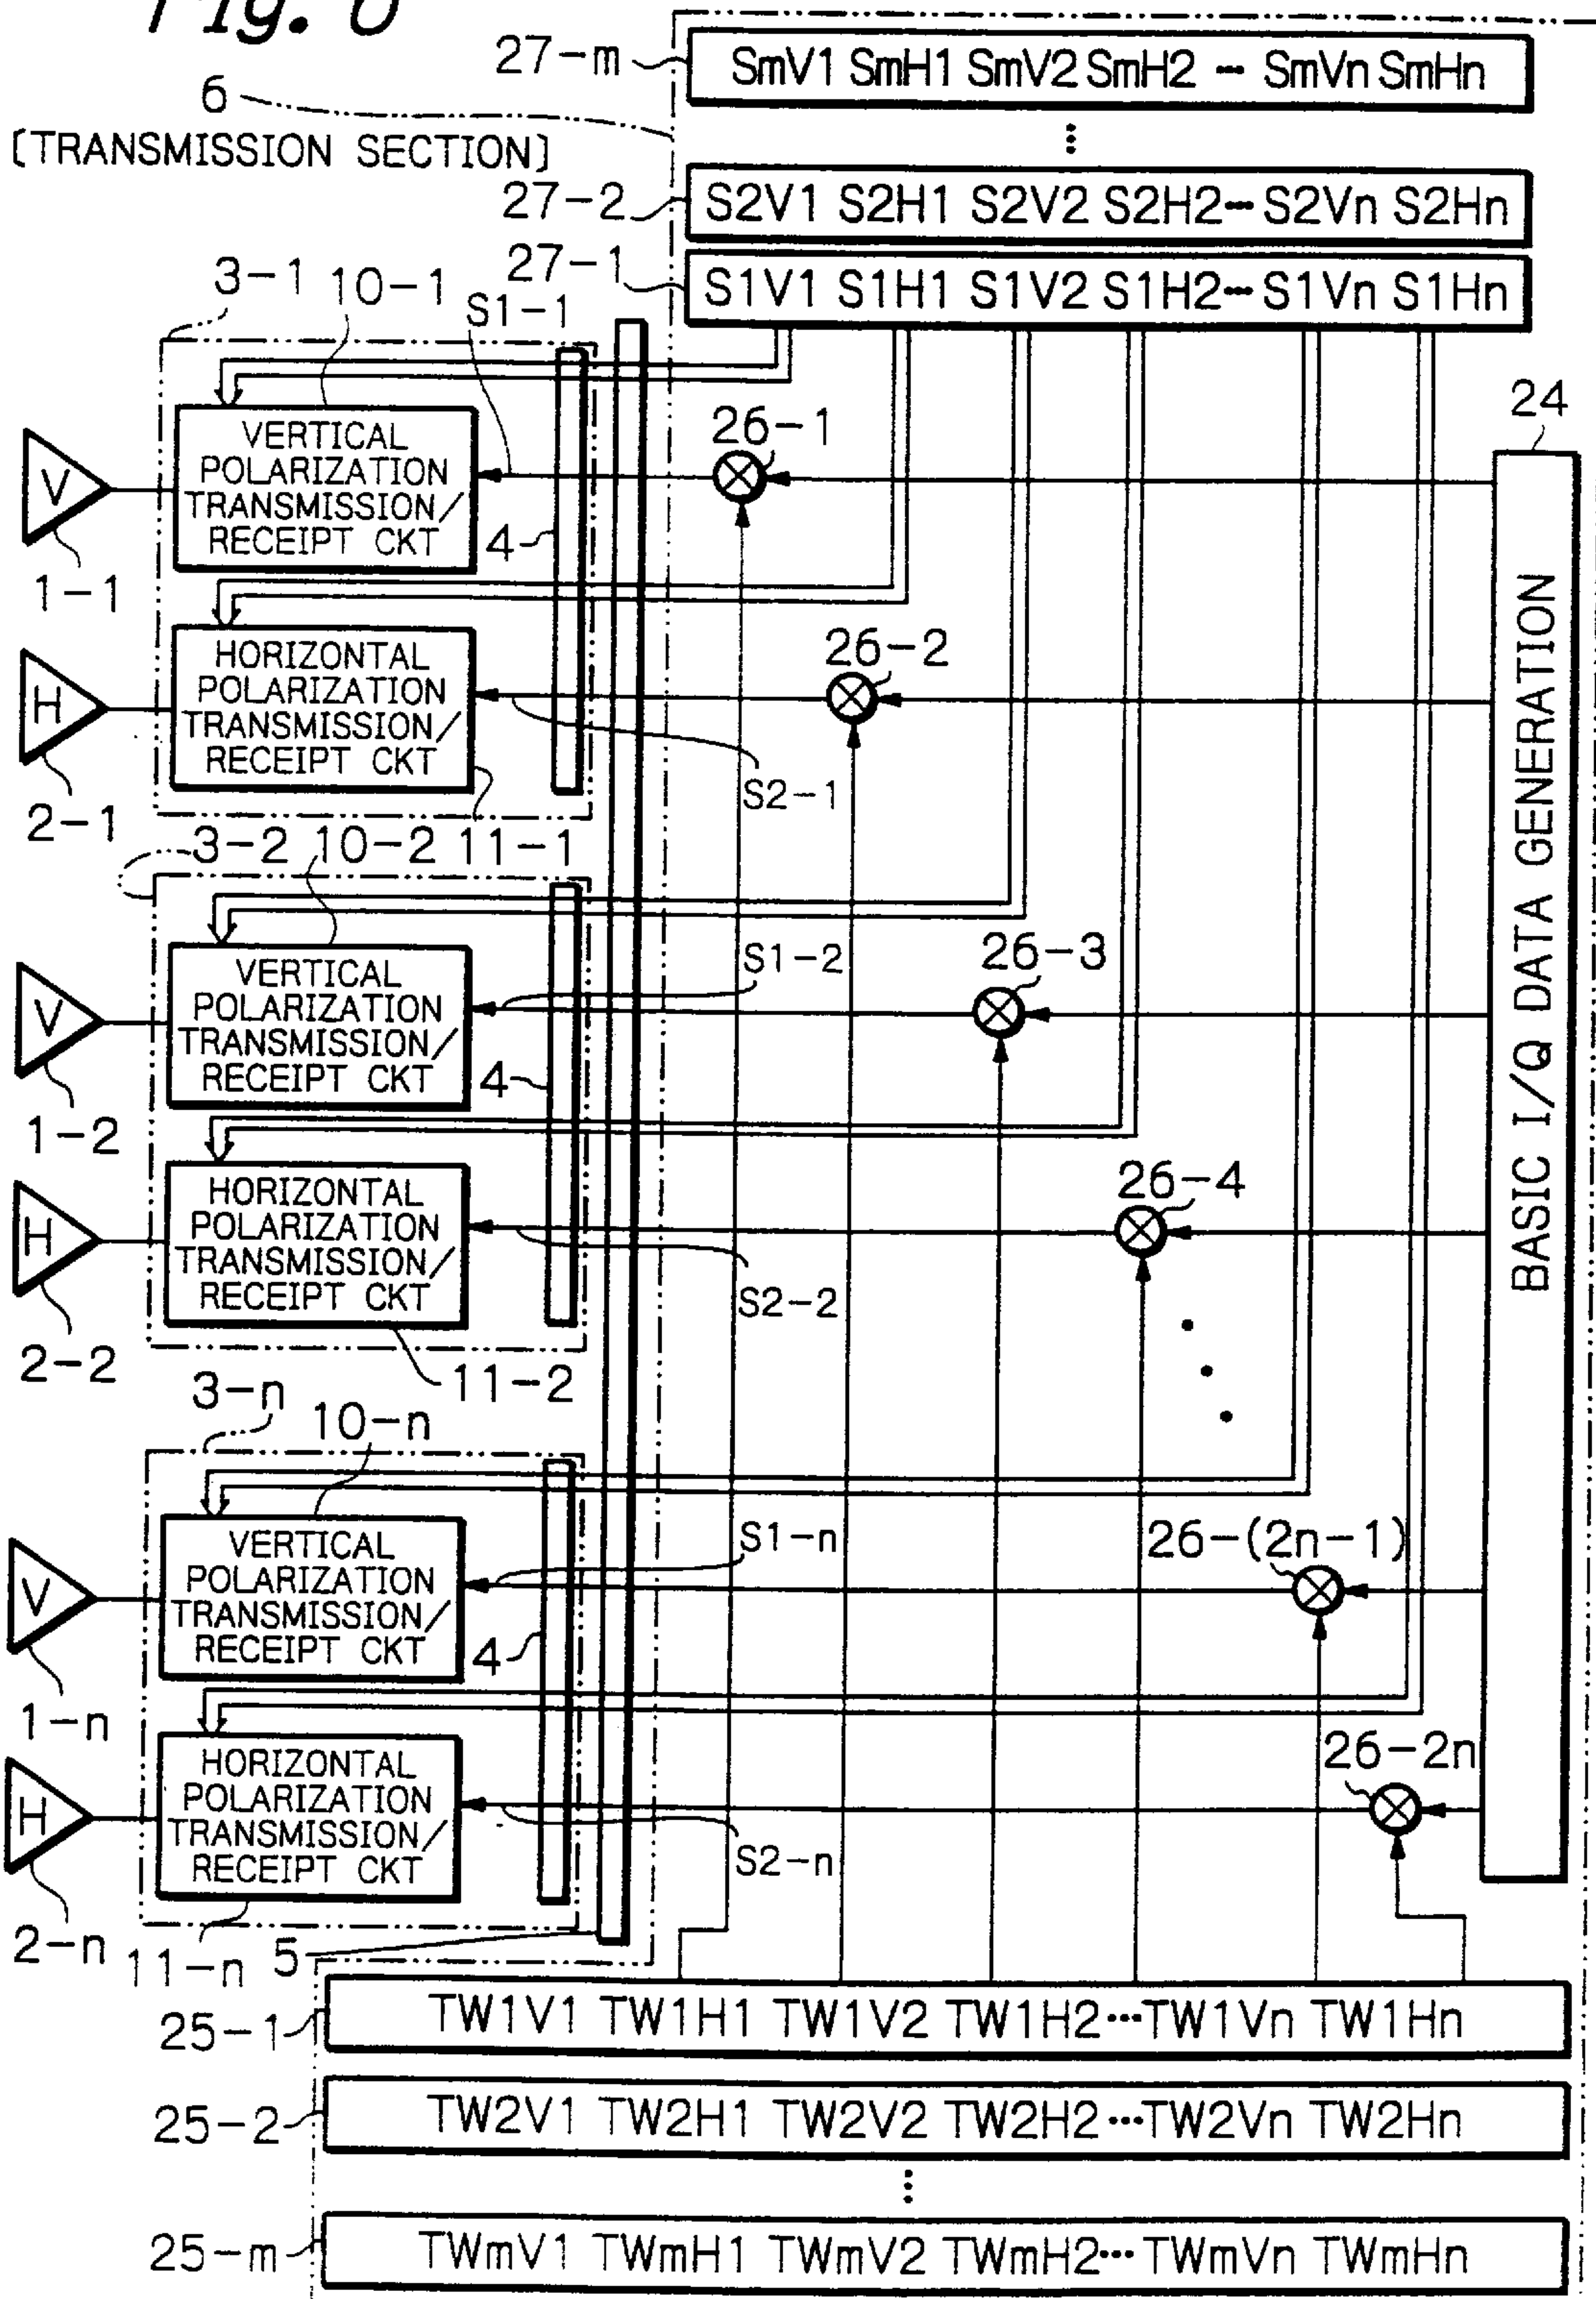 Fig. 6
27-m
SmV1 SmH1 SmV2 SmH2 -- SmVn SmHn
6
[TRANSMISSION SECTION]
27-2
S2V1 S2H1 S2V2 S2H2--- S2Vn S2Hn
27-1
S1V1 S1H1 S1V2 S1H2--- S1Vn S1Hn
3-1 10-1 S1-1
24
VERTICAL
POLARIZATION
TRANSMISSION/
RECEIPT CKT
26-1
V
4
1-1
HORIZONTAL
POLARIZATION
TRANSMISSION/
RECEIPT CKT
26-2
H
S2-1
2-1
BASIC I/Q DATA GENERATION
3-2 10-2 11-1
VERTICAL
POLARIZATION
TRANSMISSION/
RECEIPT CKT
S1-2
26-3
V
4
1-2
HORIZONTAL
POLARIZATION
TRANSMISSION/
RECEIPT CKT
26-4
H
S2-2
2-2
11-2
3-n
10-n
VERTICAL
POLARIZATION
TRANSMISSION/
RECEIPT CKT
S1-n
26-(2n-1)
V
4
1-n
HORIZONTAL
POLARIZATION
TRANSMISSION/
RECEIPT CKT
26-2n
H
S2-n
2-n
11-n
5
25-1
TW1V1 TW1H1 TW1V2 TW1H2---TW1Vn TW1Hn
25-2
TW2V1 TW2H1 TW2V2 TW2H2---TW2Vn TW2Hn
25-m
TWmV1 TWmH1 TWmV2 TWmH2--- TWmVn TWmHn